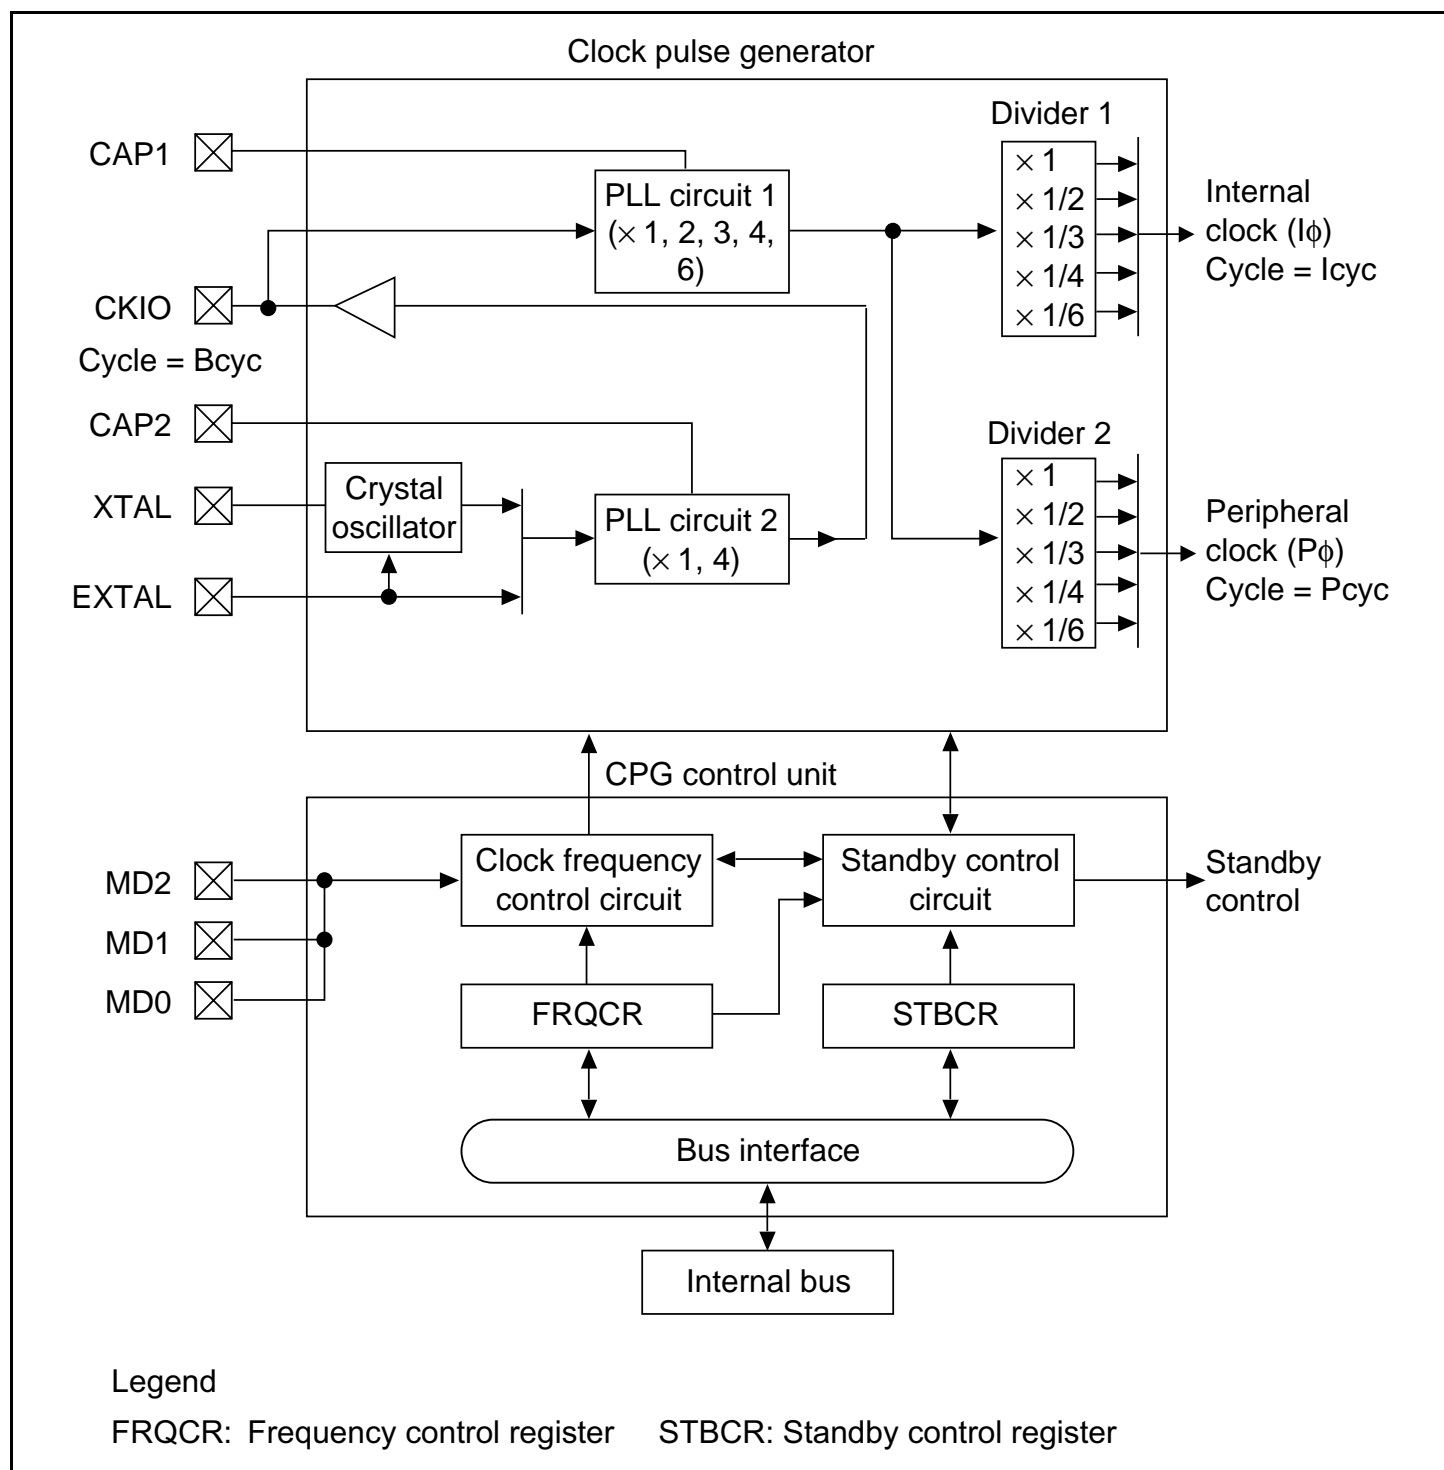 Clock pulse generator
CAP1
PLL circuit 1
(× 1, 2, 3, 4,
6)
Divider 1
× 1
× 1/2
× 1/3
× 1/4
× 1/6
Internal
clock (Iϕ)
Cycle = Icyc
CKIO
Cycle = Bcyc
CAP2
XTAL
Crystal
oscillator
EXTAL
PLL circuit 2
(× 1, 4)
Divider 2
× 1
× 1/2
× 1/3
× 1/4
× 1/6
Peripheral
clock (Pϕ)
Cycle = Pcyc
CPG control unit
MD2
MD1
MD0
Clock frequency
control circuit
Standby control
circuit
Standby
control
FRQCR
STBCR
Bus interface
Internal bus
Legend
FRQCR: Frequency control register STBCR: Standby control register